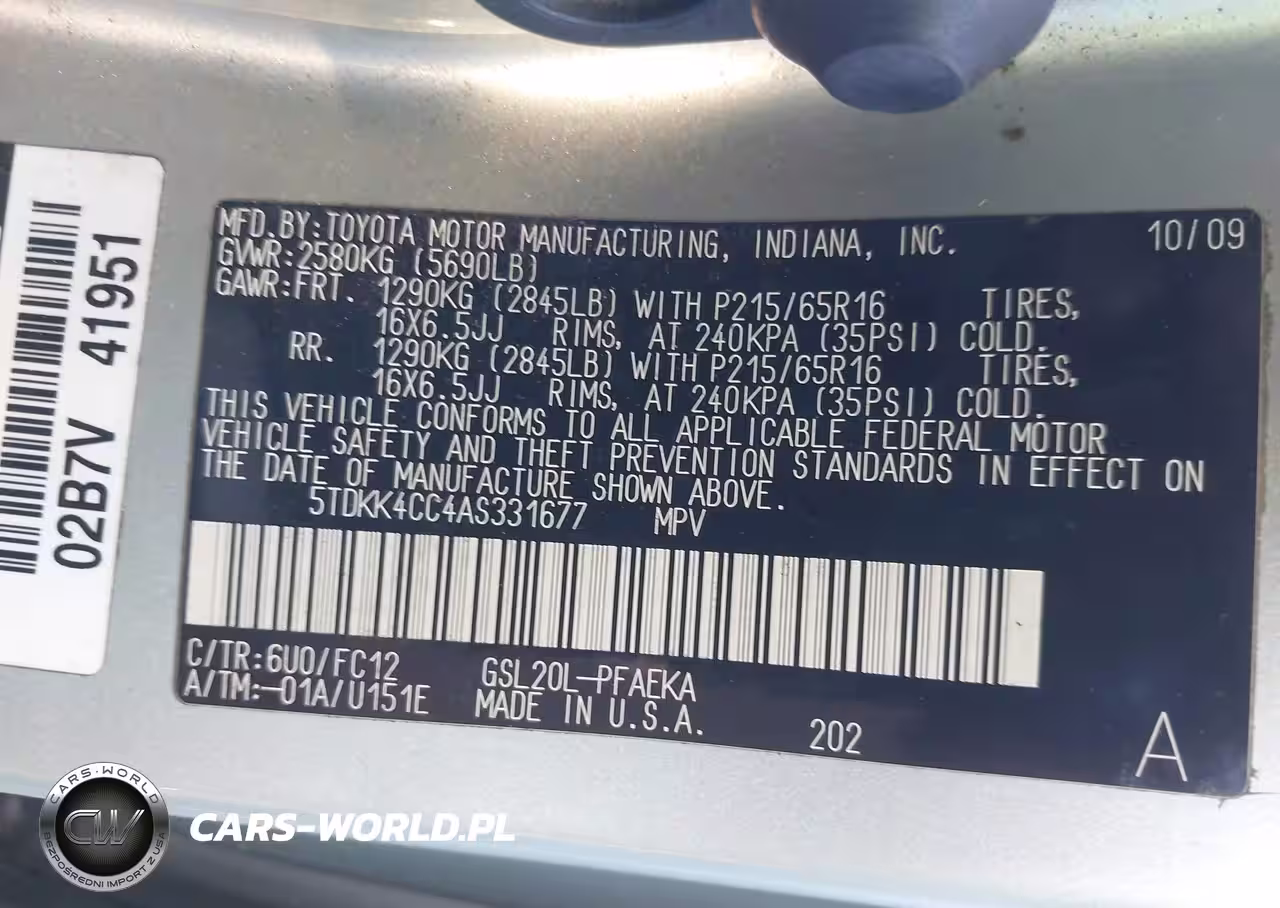 02B7V 41951
MFD.BY:TOYOTA MOTOR MANUFACTURING, INDIANA, INC. 10/09
GVWR:2580KG (5690LB)
GAWR:FRT. 1290KG (2845LB) WITH P215/65R16 TIRES,
16X6.5JJ RIMS, AT 240KPA (35PSI) COLD.
RR. 1290KG (2845LB) WITH P215/65R16 TIRES,
16X6.5JJ RIMS, AT 240KPA (35PSI) COLD.
THIS VEHICLE CONFORMS TO ALL APPLICABLE FEDERAL MOTOR
VEHICLE SAFETY AND THEFT PREVENTION STANDARDS IN EFFECT ON
THE DATE OF MANUFACTURE SHOWN ABOVE.
5TDKK4CC4AS331677 MPV
C/TR:6U0/FC12 GSL20L-PFAEKA
A/TM:-01A/U151E MADE IN U.S.A. 202 A
CARS-WORLD
CW
BEZPOŚREDNI IMPORT Z USA
CARS-WORLD.PL